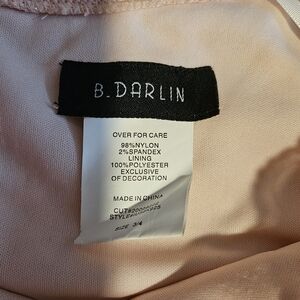 B. DARLIN
OVER FOR CARE
98%NYLON
2%SPANDEX
LINING
100%POLYESTER
EXCLUSIVE
OF DECORATION
MADE IN CHINA
SIZE 3/4